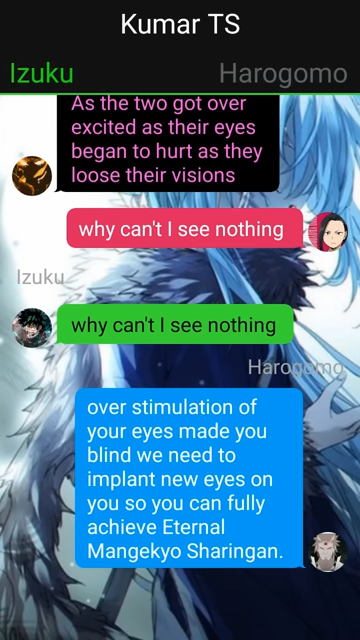 Kumar TS
Izuku
Harogomo
As the two got over
excited as their eyes
began to hurt as they
loose their visions
why can't I see nothing
Izuku
why can't I see nothing
Harogomo
over stimulation of
your eyes made you
blind we need to
implant new eyes on
you so you can fully
achieve Eternal
Mangekyo Sharingan.